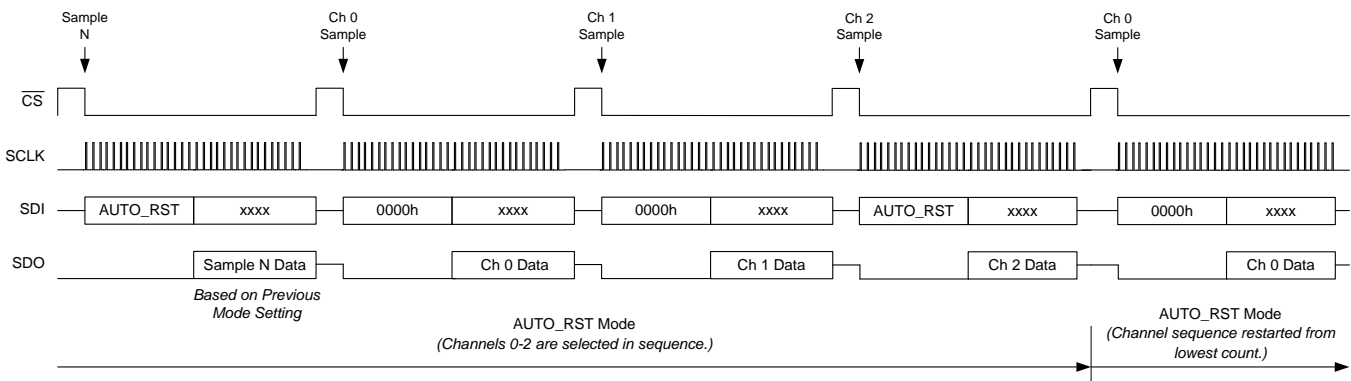 Sample
N
Ch 0
Sample
Ch 1
Sample
Ch 2
Sample
Ch 0
Sample
CS
SCLK
SDI
AUTO_RST
xxxx
0000h
xxxx
0000h
xxxx
AUTO_RST
xxxx
0000h
xxxx
SDO
Sample N Data
Ch 0 Data
Ch 1 Data
Ch 2 Data
Ch 0 Data
Based on Previous
Mode Setting
AUTO_RST Mode
(Channels 0-2 are selected in sequence.)
AUTO_RST Mode
(Channel sequence restarted from
lowest count.)